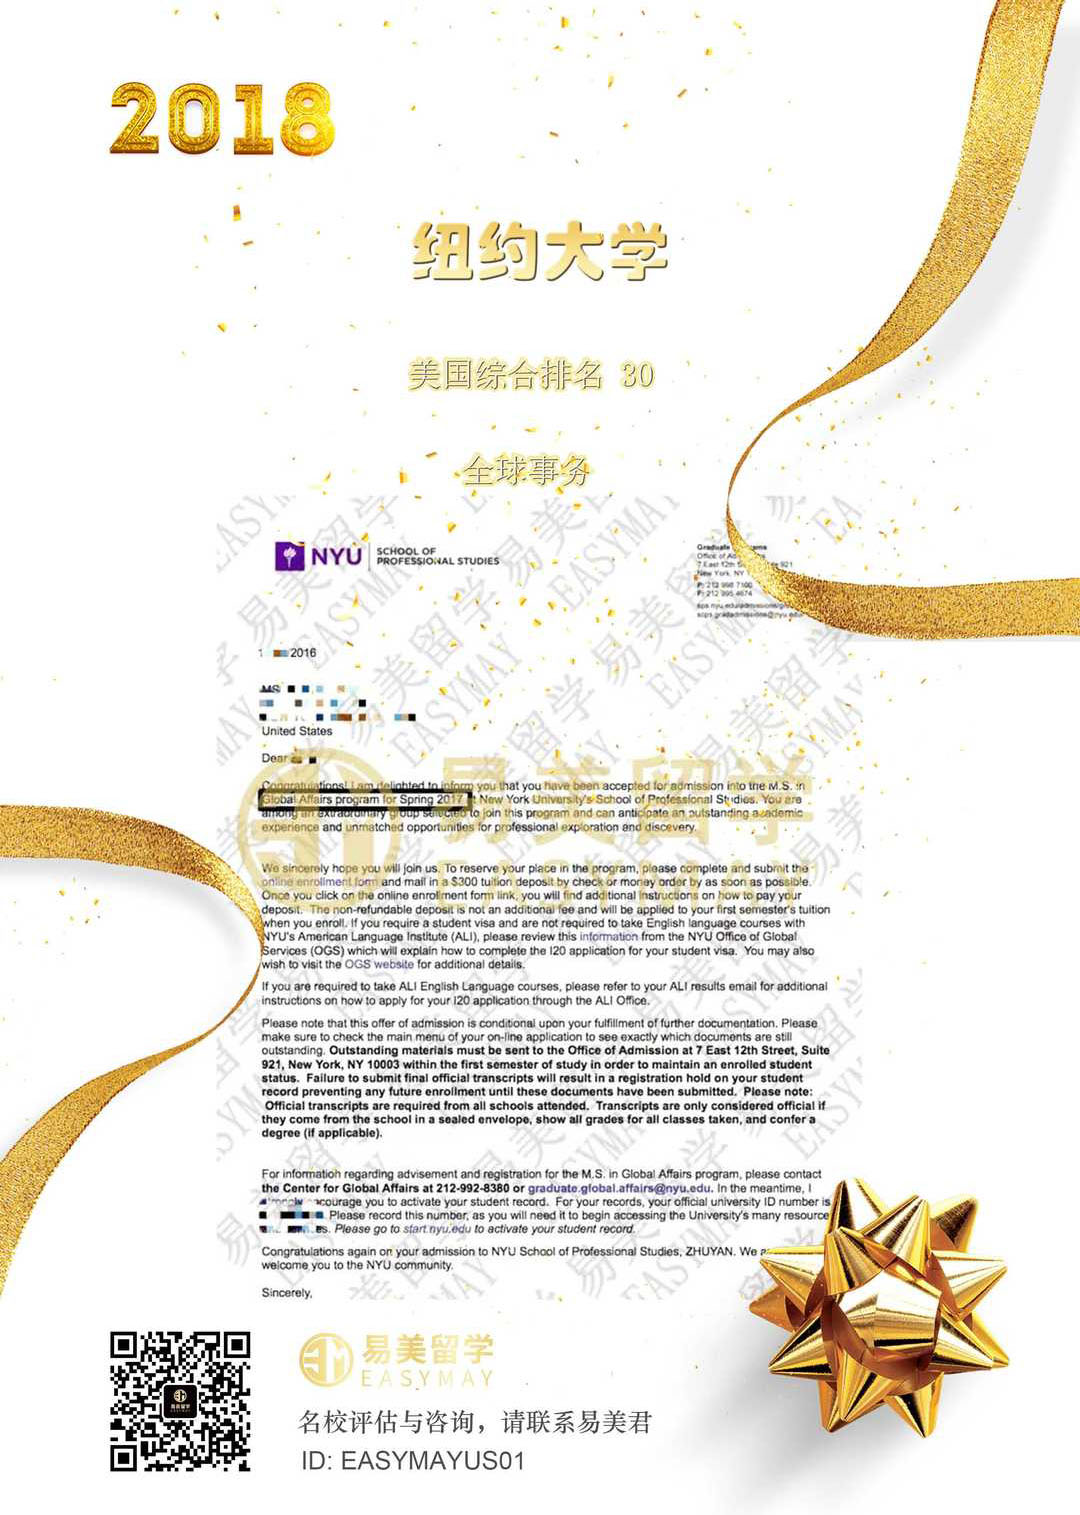 2018
纽约大学
美国综合排名 30
全球事务
NYU SCHOOL OF
PROFESSIONAL STUDIES
Graduate
Office of
7 East 12th 921
New York, NY
P: 212 998 7100
F: 212 995 4674
2016
MS
United States
Dear
Congratulations! I am delighted to inform you that you have been accepted for admission into the M.S. in
Global Affairs program for Spring 2017 New York University's School of Professional Studies. You are
among an extraordinary group selected to join this program and can anticipate an outstanding academic
experience and unmatched opportunities for professional exploration and discovery.
We sincerely hope you will join us. To reserve your place in the program, please complete and submit the
online enrollment form and mail in a $300 tuition deposit by check or money order by as soon as possible.
Once you click on the online enrollment form link, you will find additional instructions on how to pay your
deposit. The non-refundable deposit is not an additional fee and will be applied to your first semester's tuition
when you enroll. If you require a student visa and are not required to take English language courses with
NYU's American Language Institute (ALI), please review this information from the NYU Office of Global
Services (OGS) which will explain how to complete the I20 application for your student visa. You may also
wish to visit the OGS website for additional details.
If you are required to take ALI English Language courses, please refer to your ALI results email for additional
instructions on how to apply for your I20 application through the ALI Office.
Please note that this offer of admission is conditional upon your fulfillment of further documentation. Please
make sure to check the main menu of your on-line application to see exactly which documents are still
outstanding. Outstanding materials must be sent to the Office of Admission at 7 East 12th Street, Suite
921, New York, NY 10003 within the first semester of study in order to maintain an enrolled student
status. Failure to submit final official transcripts will result in a registration hold on your student
record preventing any future enrollment until these documents have been submitted. Please note:
Official transcripts are required from all schools attended. Transcripts are only considered official if
they come from the school in a sealed envelope, show all grades for all classes taken, and confer a
degree (if applicable).
For information regarding advisement and registration for the M.S. in Global Affairs program, please contact
the Center for Global Affairs at 212-992-8380 or graduate.global.affairs@nyu.edu. In the meantime, I
courage you to activate your student record. For your records, your official university ID number is
Please record this number, as you will need it to begin accessing the University's many resource
es. Please go to start.nyu.edu to activate your student record.
Congratulations again on your admission to NYU School of Professional Studies, ZHUYAN. We
welcome you to the NYU community.
Sincerely,
易美留学
EASYMAY
易美留学
EASYMAY
名校评估与咨询，请联系易美君
ID: EASYMAYUS01